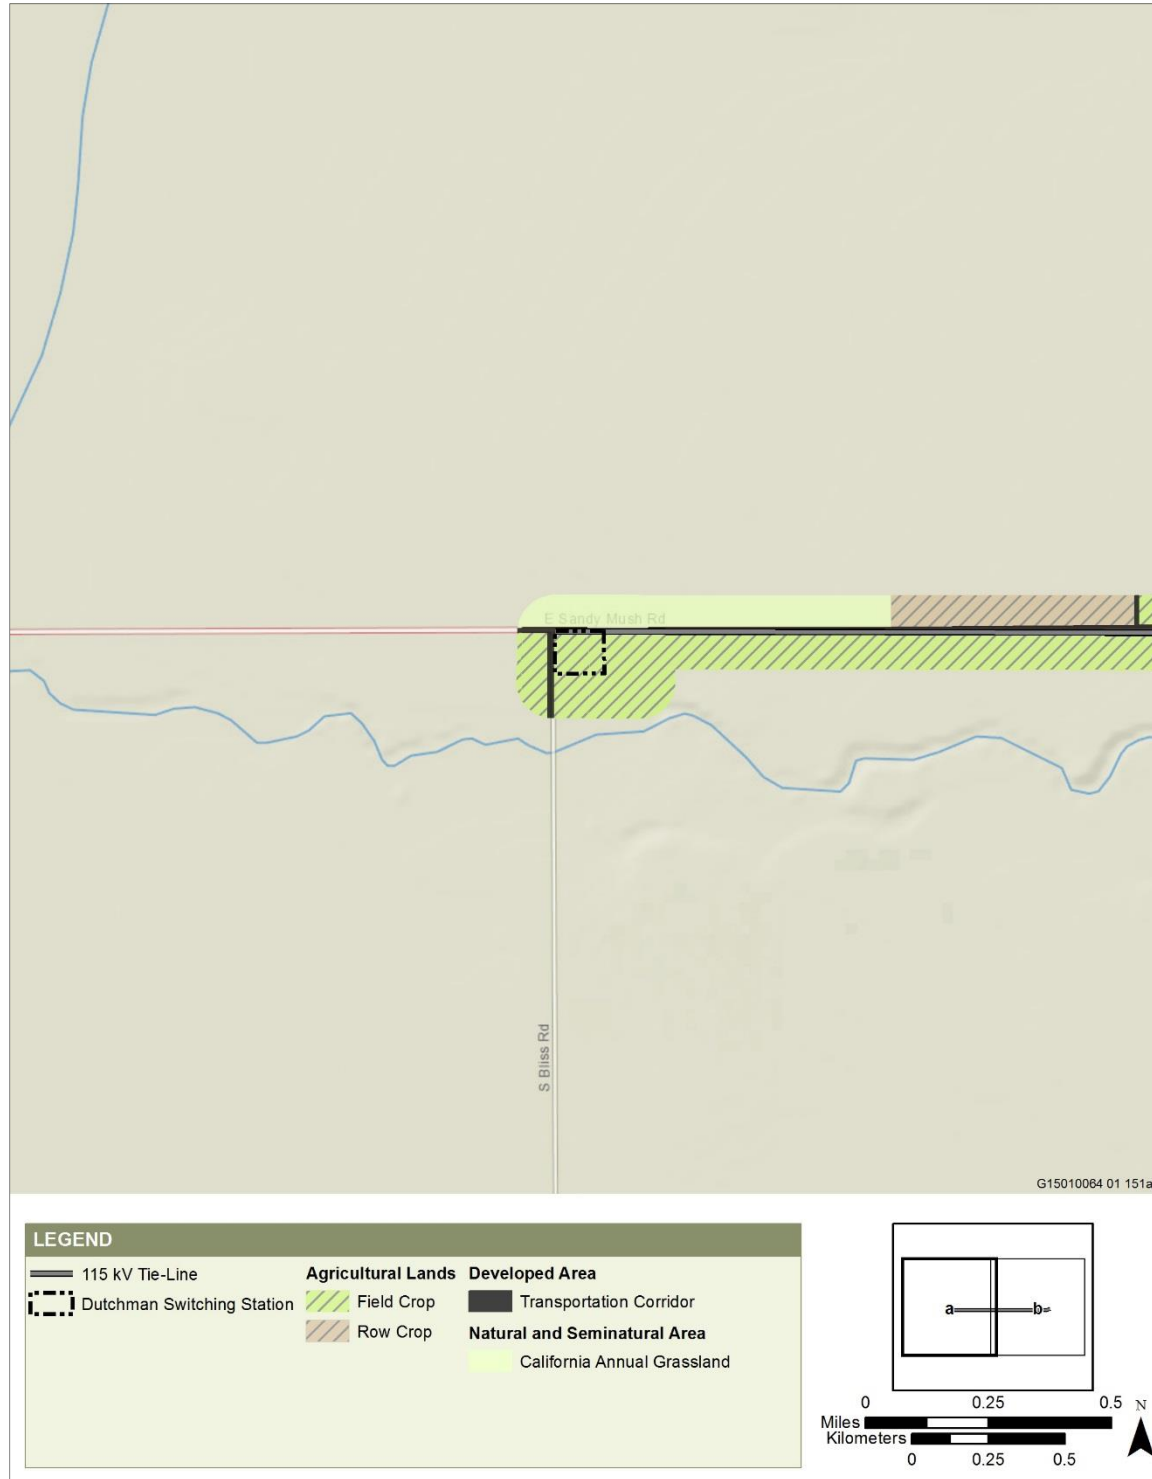 E Sandy Mush Rd
S Bliss Rd
G15010064 01 151a
LEGEND
115 kV Tie-Line
Dutchman Switching Station
Agricultural Lands
Field Crop
Row Crop
Developed Area
Transportation Corridor
Natural and Seminatural Area
California Annual Grassland
a
b
0 0.25 0.5
N
Miles
Kilometers
0 0.25 0.5